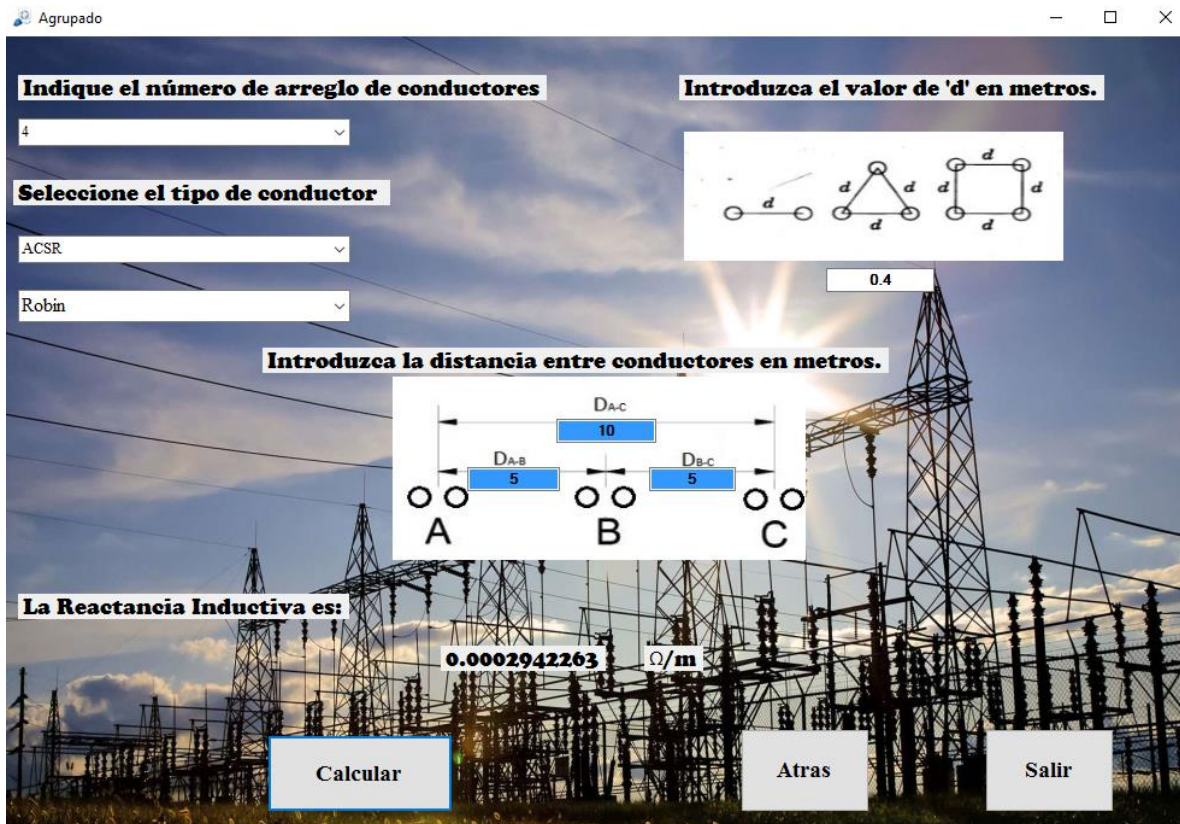 Agrupado
Indique el número de arreglo de conductores
Introduzca el valor de 'd' en metros.
4
Seleccione el tipo de conductor
ACSR
Robin
d
d
d
d
d
d
d
d
0.4
Introduzca la distancia entre conductores en metros.
DA-C
10
DA-B
DB-C
5
5
A
B
C
La Reactancia Inductiva es:
0.0002942263 Ω/m
Calcular
Atras
Salir